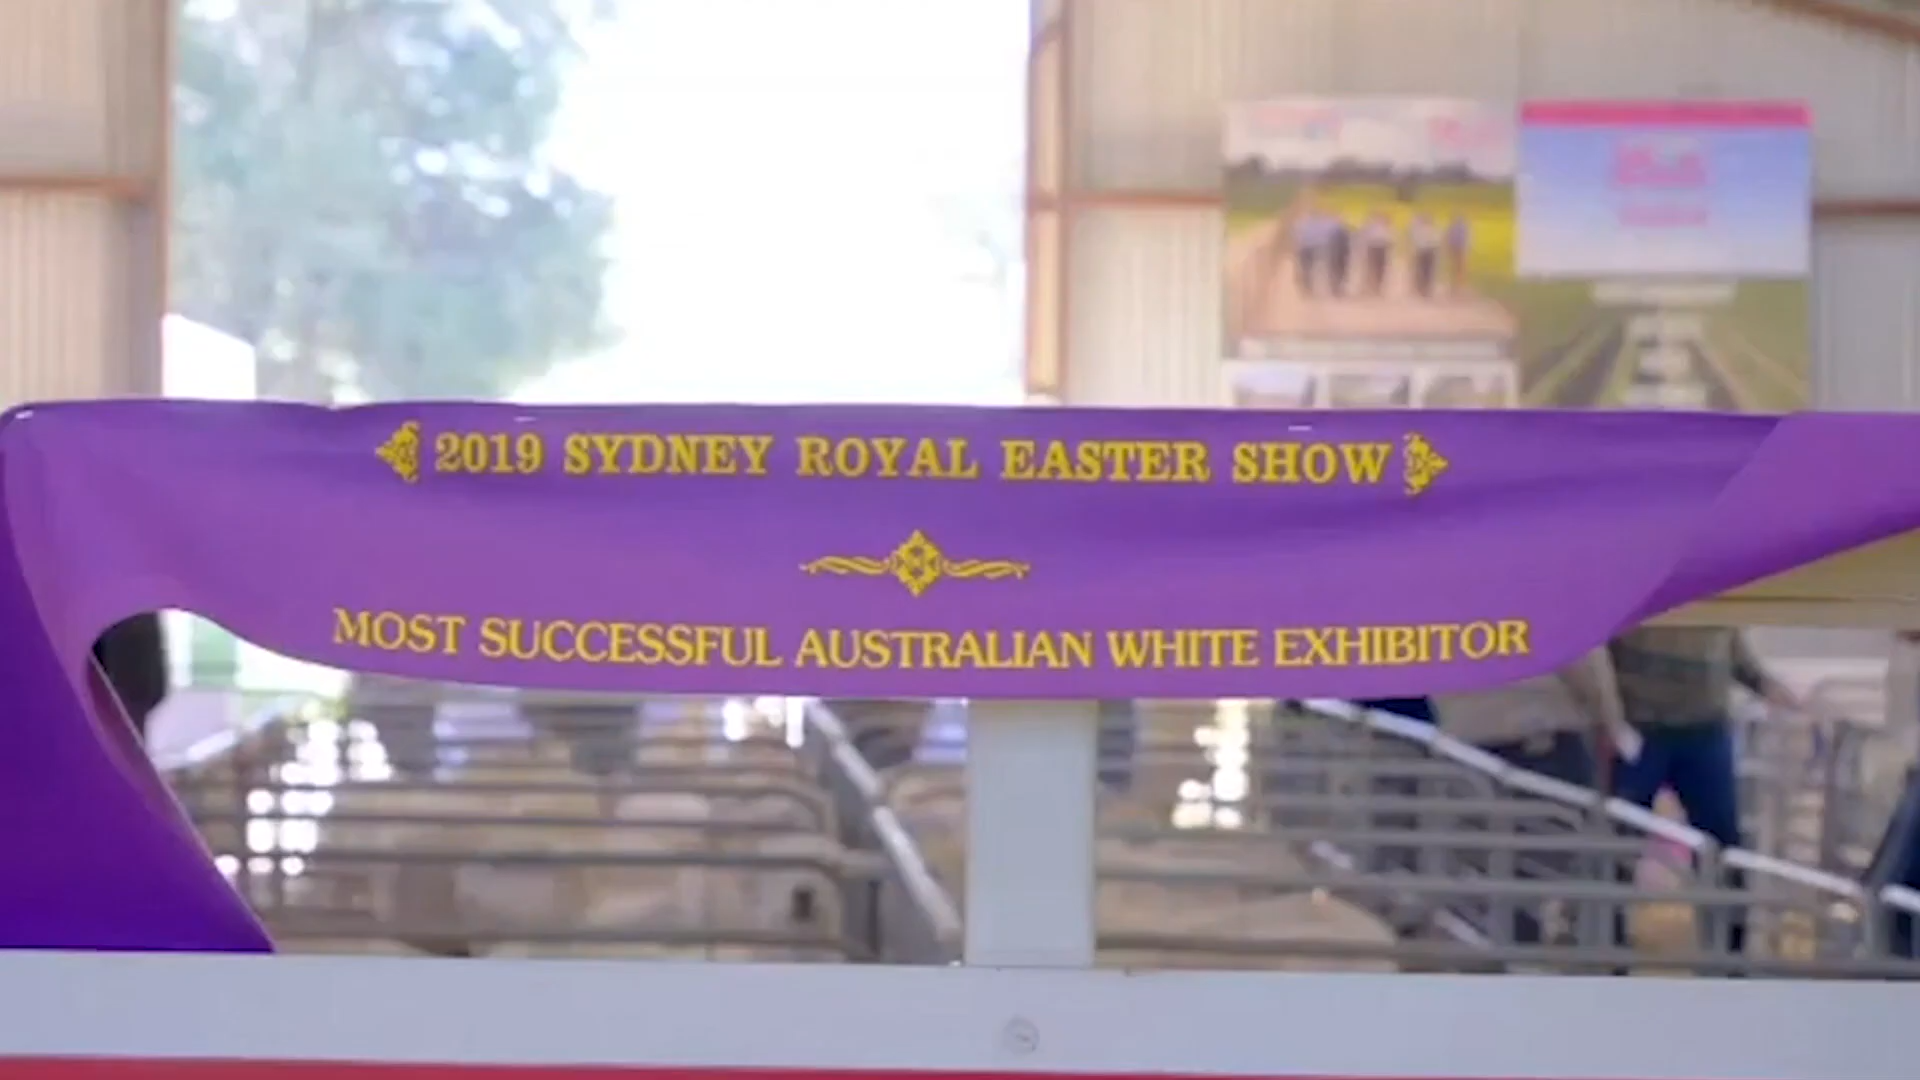 2019 SYDNEY ROYAL EASTER SHOW
MOST SUCCESSFUL AUSTRALIAN WHITE EXHIBITOR